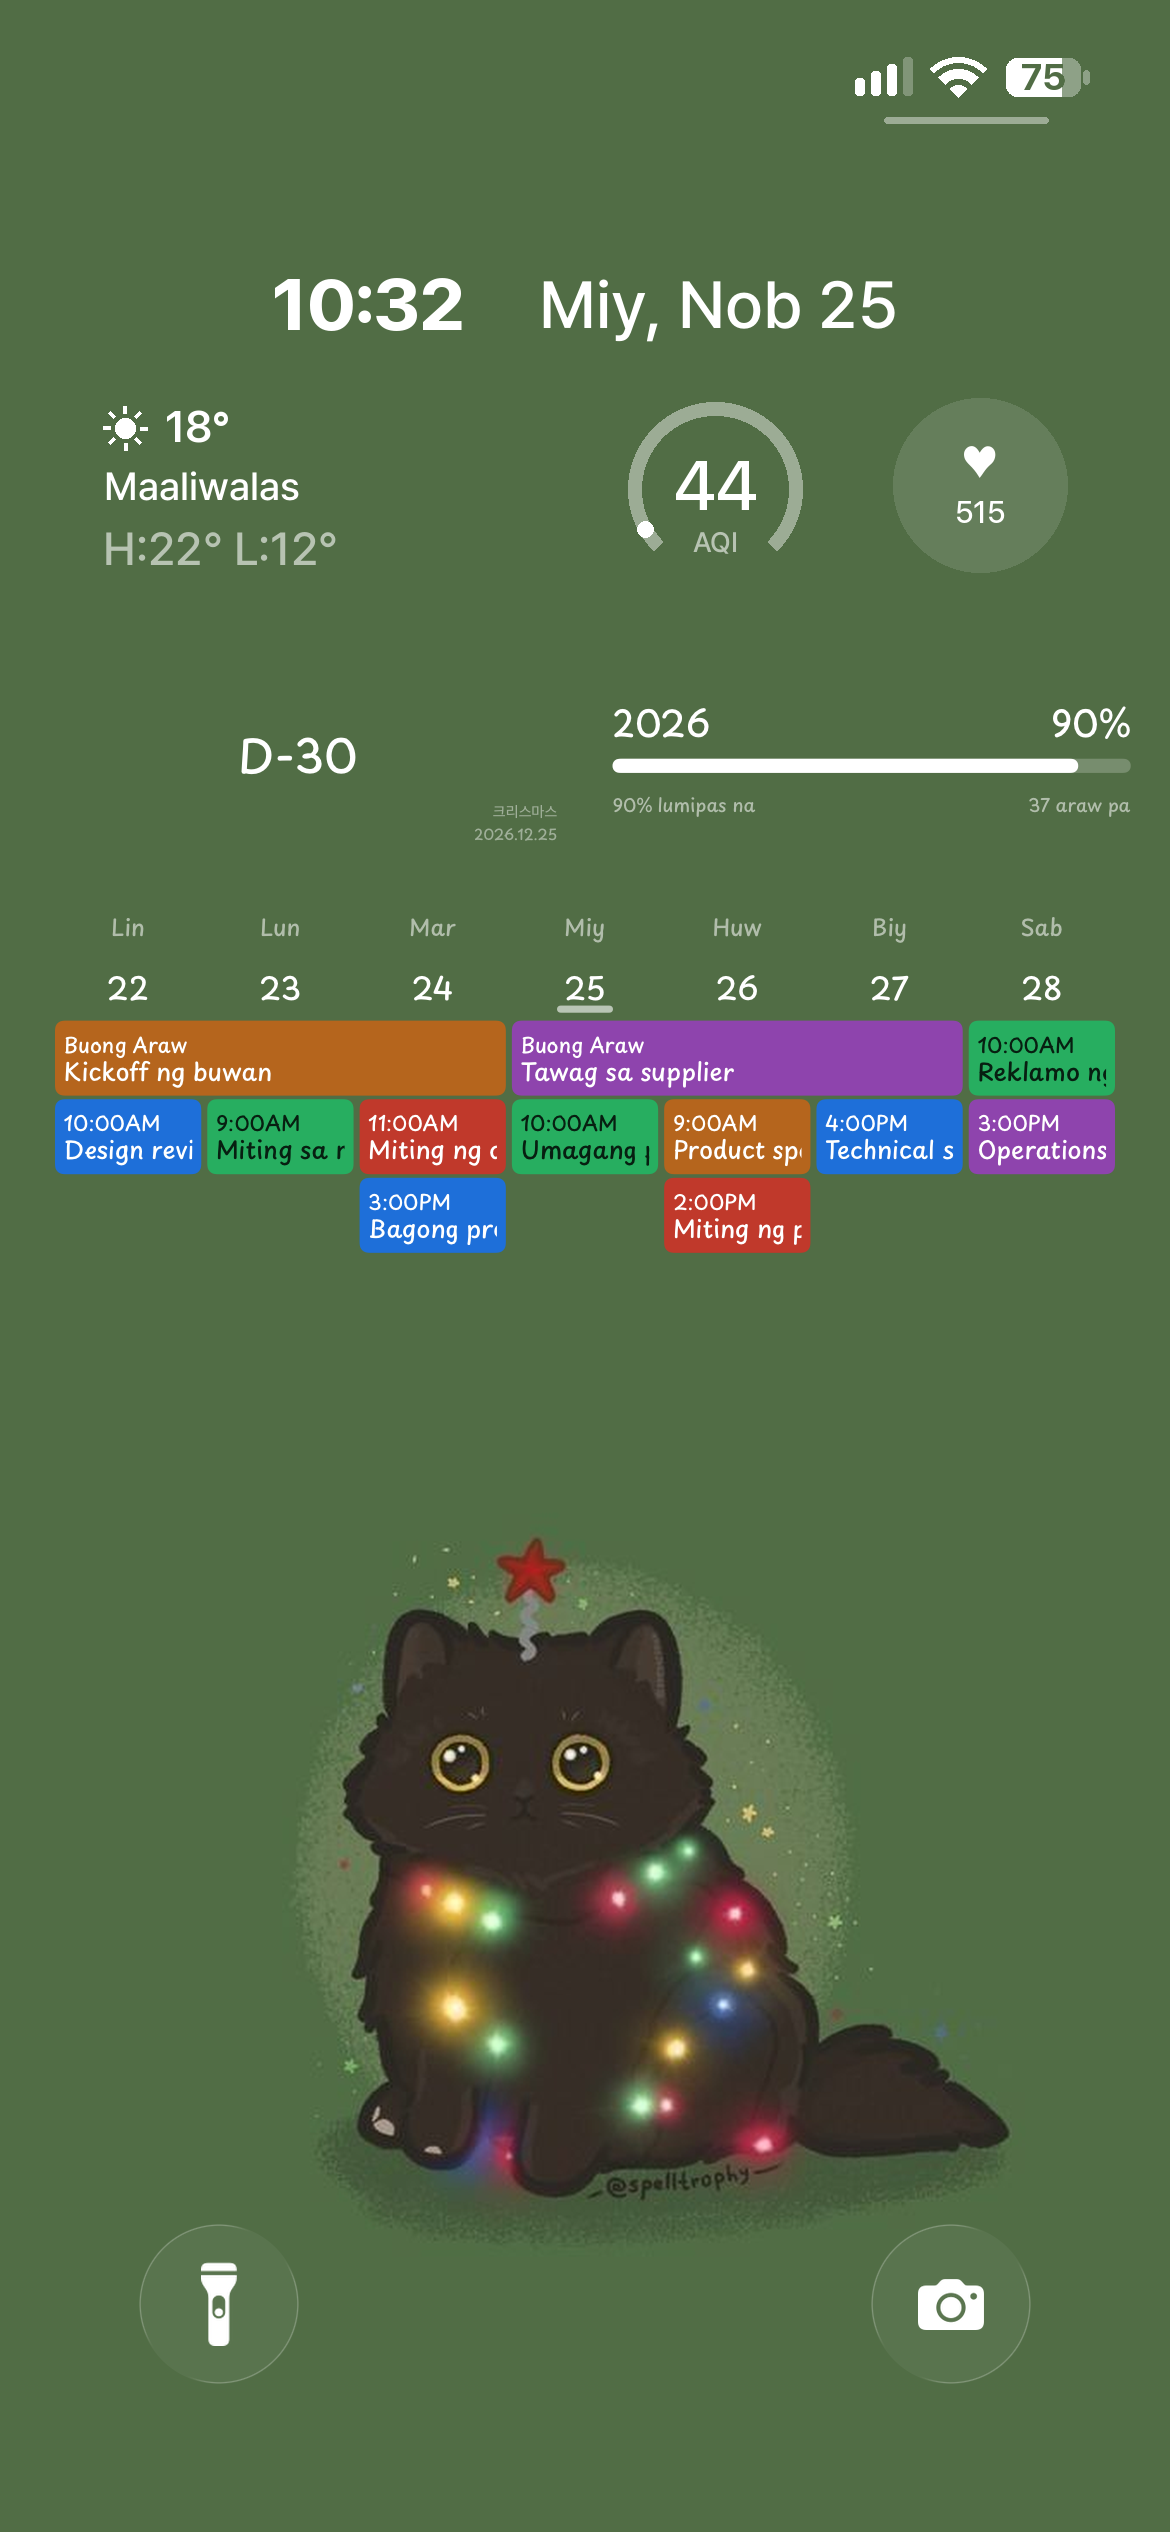 75
10:32 Miy, Nob 25
18°
Maaliwalas
H:22° L:12°
44
AQI
515
D-30
크리스마스
2026.12.25
2026 90%
90% lumipas na 37 araw pa
Lin Lun Mar Miy Huw Biy Sab
22 23 24 25 26 27 28
Buong Araw
Kickoff ng buwan
Buong Araw
Tawag sa supplier
10:00AM
Reklamo ng
10:00AM
Design revi
9:00AM
Miting sa
11:00AM
Miting ng
10:00AM
Umagang
9:00AM
Product sp
4:00PM
Technical s
3:00PM
Operations
3:00PM
Bagong pr
2:00PM
Miting ng
@spelltrophy